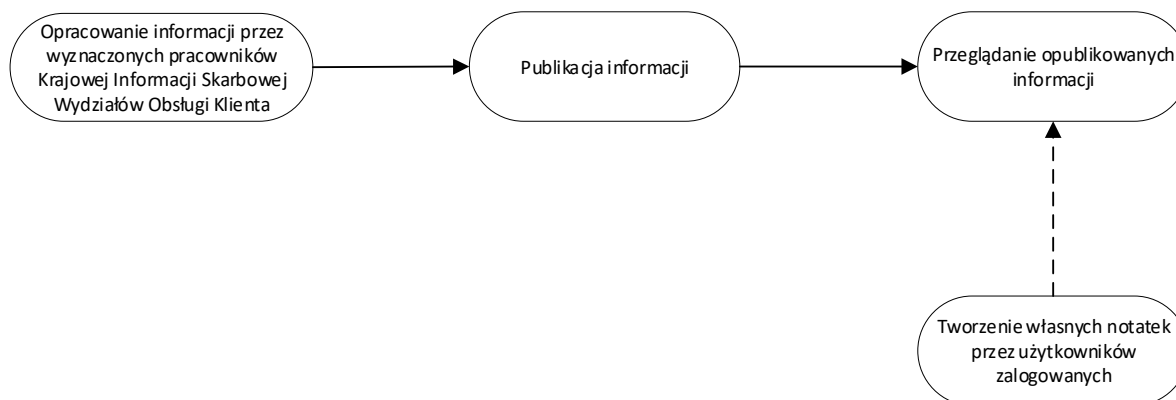 Opracowanie informacji przez
wyznaczonych pracowników
Krajowej Informacji Skarbowej
Wydziałów Obsługi Klienta
Publikacja informacji
Przeglądanie opublikowanych
informacji
Tworzenie własnych notatek
przez użytkowników
zalogowanych